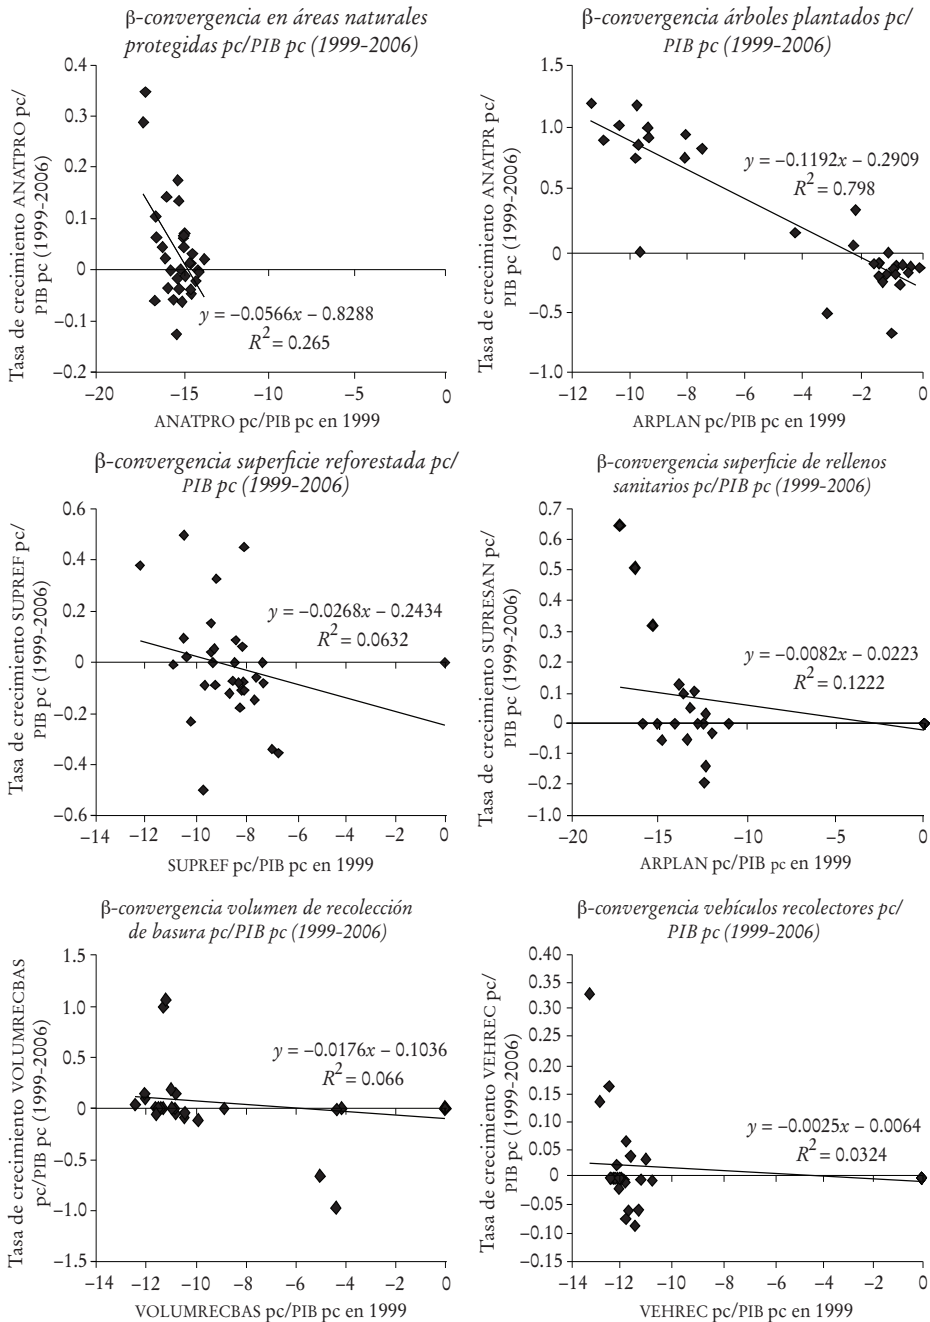 β-convergencia en áreas naturales
protegidas pc/PIB pc (1999-2006)
Tasa de crecimiento ANATPRO pc/
PIB pc (1999-2006)
0.4
0.3
0.2
0.1
0
−0.1
−0.2
y = −0.0566x − 0.8288
R² = 0.265
−20 −15 −10 −5 0
ANATPRO pc/PIB pc en 1999
β-convergencia árboles plantados pc/
PIB pc (1999-2006)
Tasa de crecimiento ANATPR pc/
PIB pc (1999-2006)
1.5
1.0
0.5
0
−0.5
−1.0
y = −0.1192x − 0.2909
R² = 0.798
−12 −10 −8 −6 −4 −2 0
ARPLAN pc/PIB pc en 1999
β-convergencia superficie reforestada pc/
PIB pc (1999-2006)
Tasa de crecimiento SUPREF pc/
PIB pc (1999-2006)
0.6
0.4
0.2
0
−0.2
−0.4
−0.6
y = −0.0268x − 0.2434
R² = 0.0632
−14 −12 −10 −8 −6 −4 −2 0
SUPREF pc/PIB pc en 1999
β-convergencia superficie de rellenos
sanitarios pc/PIB pc (1999-2006)
Tasa de crecimiento SUPRESAN pc/
PIB pc (1999-2006)
0.7
0.6
0.5
0.4
0.3
0.2
0.1
0
−0.1
−0.2
−1.0
y = −0.0082x − 0.0223
R² = 0.1222
−20 −15 −10 −5 0
ARPLAN pc/PIB pc en 1999
β-convergencia volumen de recolección
de basura pc/PIB pc (1999-2006)
Tasa de crecimiento VOLUMRECBAS
pc/PIB pc (1999-2006)
1.5
1.0
0.5
0
−0.5
−1.0
−1.5
y = −0.0176x − 0.1036
R² = 0.066
−14 −12 −10 −8 −6 −4 −2 0
VOLUMRECBAS pc/PIB pc en 1999
β-convergencia vehículos recolectores pc/
PIB pc (1999-2006)
Tasa de crecimiento VEHREC pc/
PIB pc (1999-2006)
0.40
0.35
0.30
0.25
0.20
0.15
0.10
0.05
0
−0.05
−0.10
0.15
y = −0.0025x − 0.0064
R² = 0.0324
−14 −12 −10 −8 −6 −4 −2 0
VEHREC pc/PIB pc en 1999